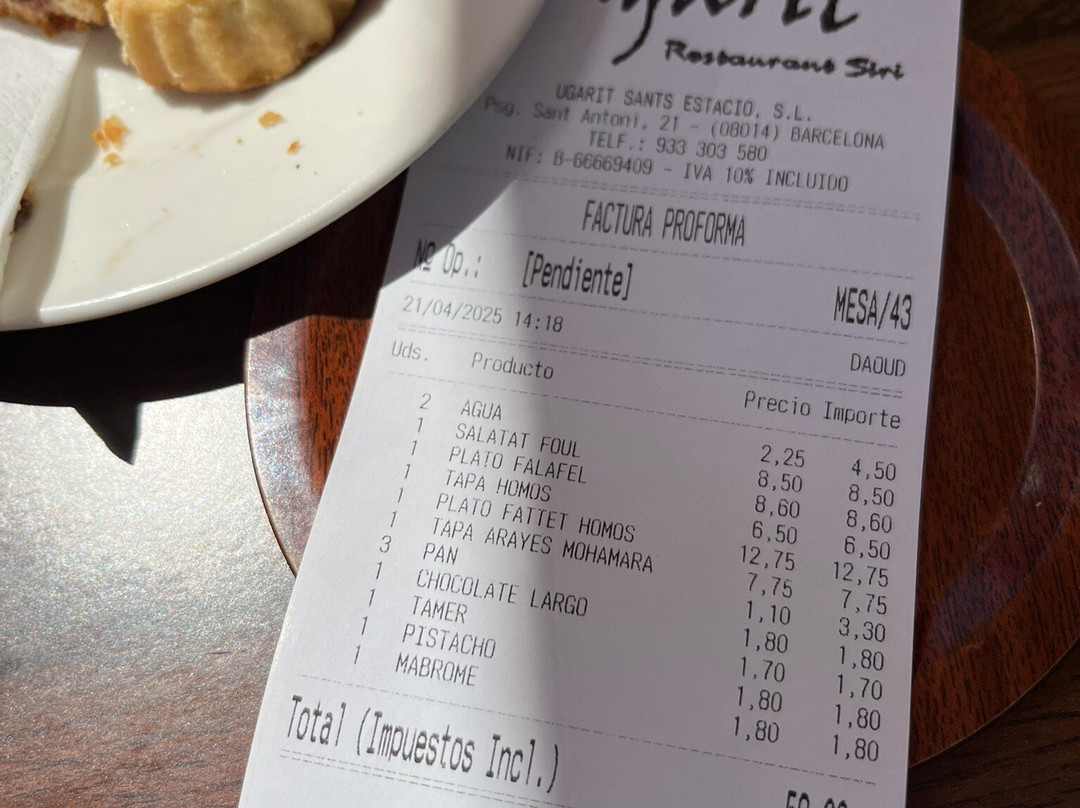 Restaurant Siri
UGARIT SANTS ESTACIO, S.L.
Psg. Sant Antoni, 21 - (08014) BARCELONA
TELF.: 933 303 580
NIF: B-66669409 - IVA 10% INCLUIDO
FACTURA PROFORMA
Nº Op.: [Pendiente] MESA/43
21/04/2025 14:18 DAOUD
Uds. Producto Precio Importe
2 AGUA 2,25 4,50
1 SALATAT FOUL 8,50 8,50
1 PLATO FALAFEL 8,60 8,60
1 TAPA HOMOS 6,50 6,50
1 PLATO FATTET HOMOS 12,75 12,75
1 TAPA ARAYES MOHAMARA 7,75 7,75
3 PAN 1,10 3,30
1 CHOCOLATE LARGO 1,80 1,80
1 TAMER 1,70 1,70
1 PISTACHO 1,80 1,80
1 MABROME 1,80 1,80
Total (Impuestos Incl.)